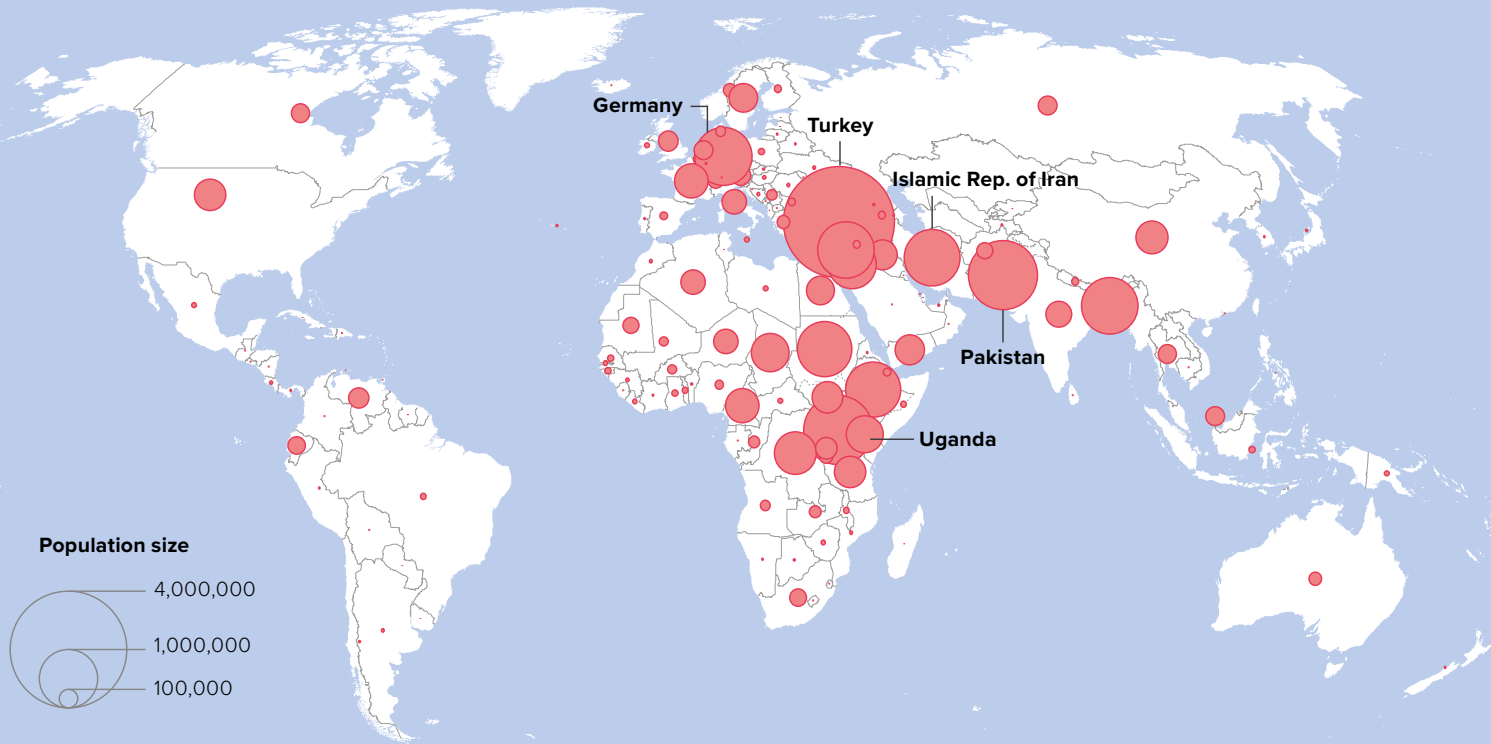 Germany
Turkey
Islamic Rep. of Iran
Pakistan
Uganda
Population size
4,000,000
1,000,000
100,000